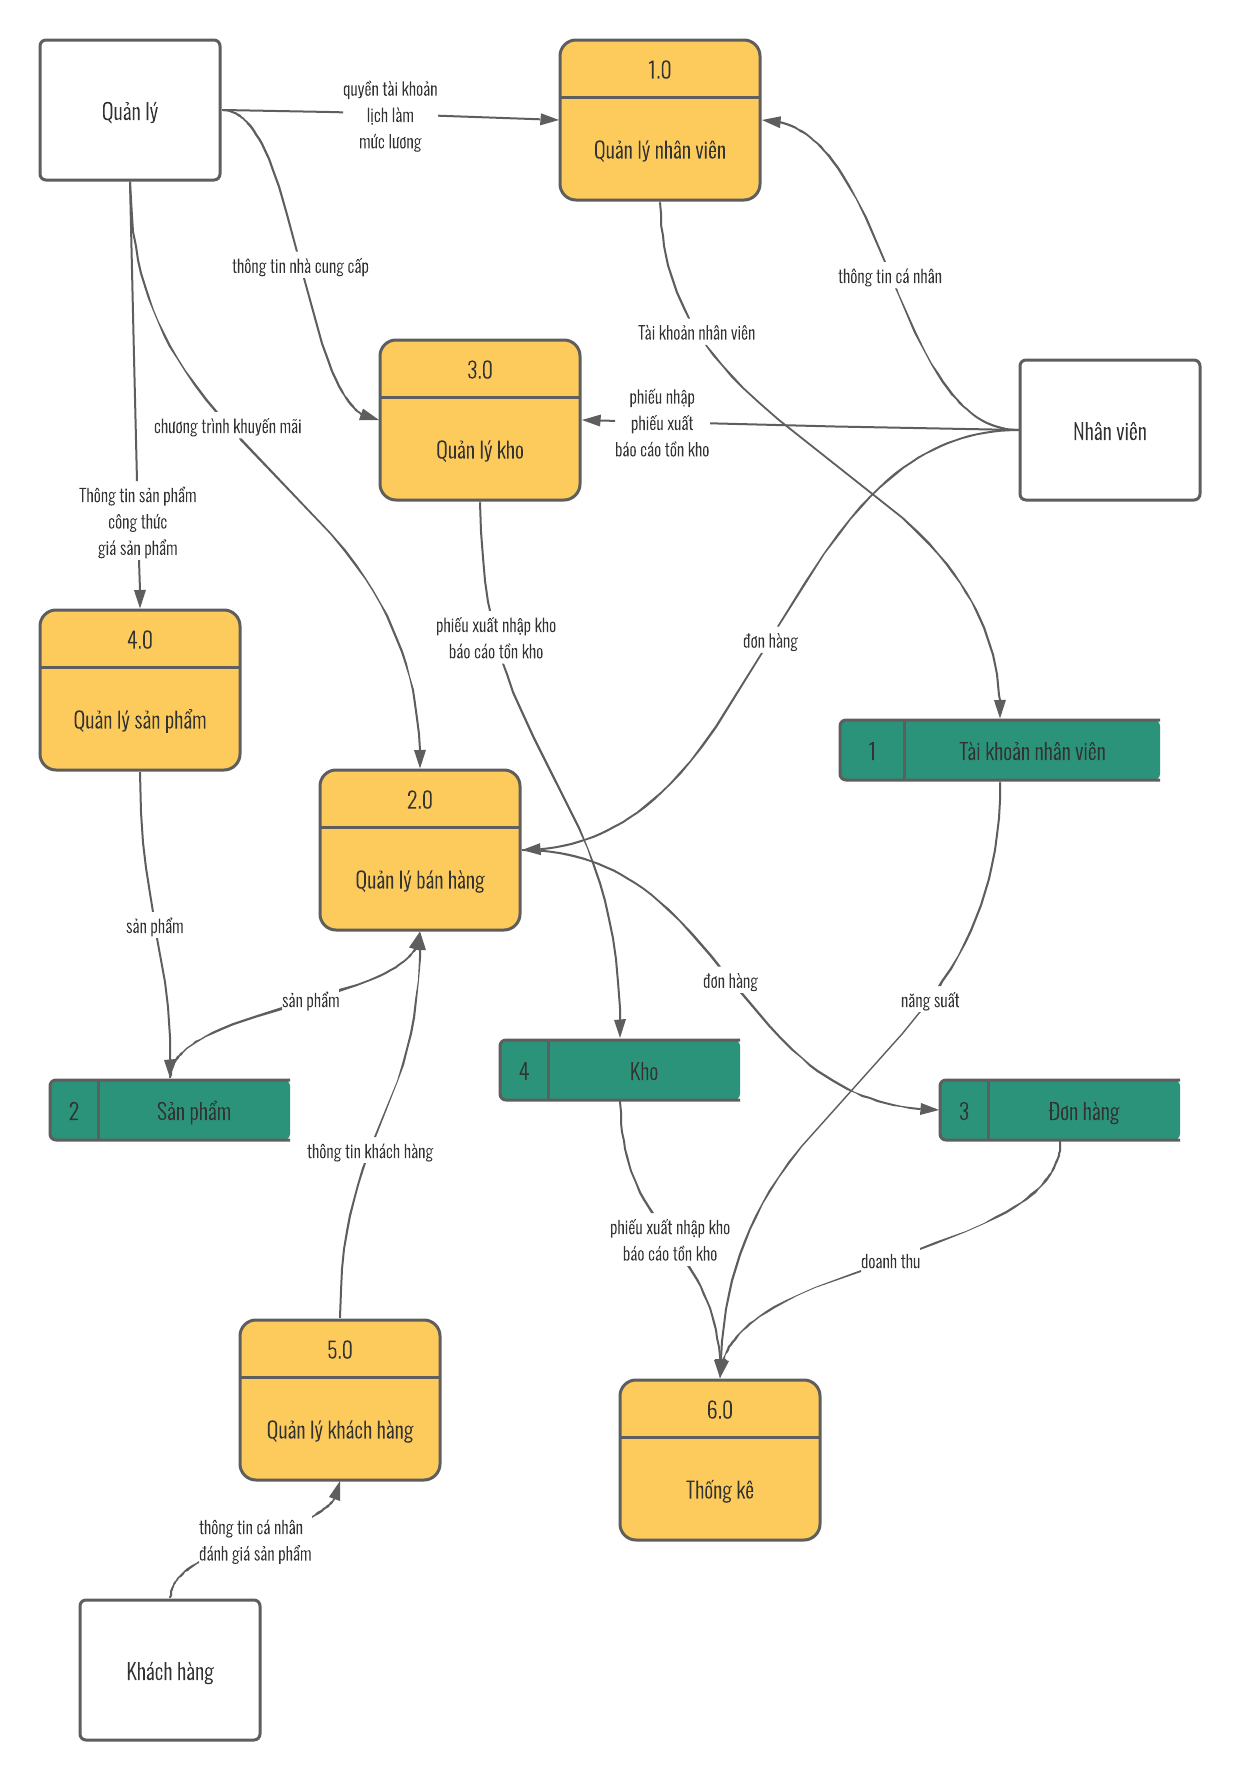 Quản lý
quyền tài khoản
lịch làm
mức lương
1.0
Quản lý nhân viên
thông tin nhà cung cấp
thông tin cá nhân
Tài khoản nhân viên
3.0
Quản lý kho
phiếu nhập
phiếu xuất
báo cáo tồn kho
Nhân viên
chương trình khuyến mãi
Thông tin sản phẩm
công thức
giá sản phẩm
4.0
Quản lý sản phẩm
phiếu xuất nhập kho
báo cáo tồn kho
đơn hàng
1
Tài khoản nhân viên
2.0
Quản lý bán hàng
sản phẩm
sản phẩm
đơn hàng
năng suất
4
Kho
2
Sản phẩm
3
Đơn hàng
thông tin khách hàng
phiếu xuất nhập kho
báo cáo tồn kho
doanh thu
5.0
Quản lý khách hàng
6.0
Thống kê
thông tin cá nhân
đánh giá sản phẩm
Khách hàng